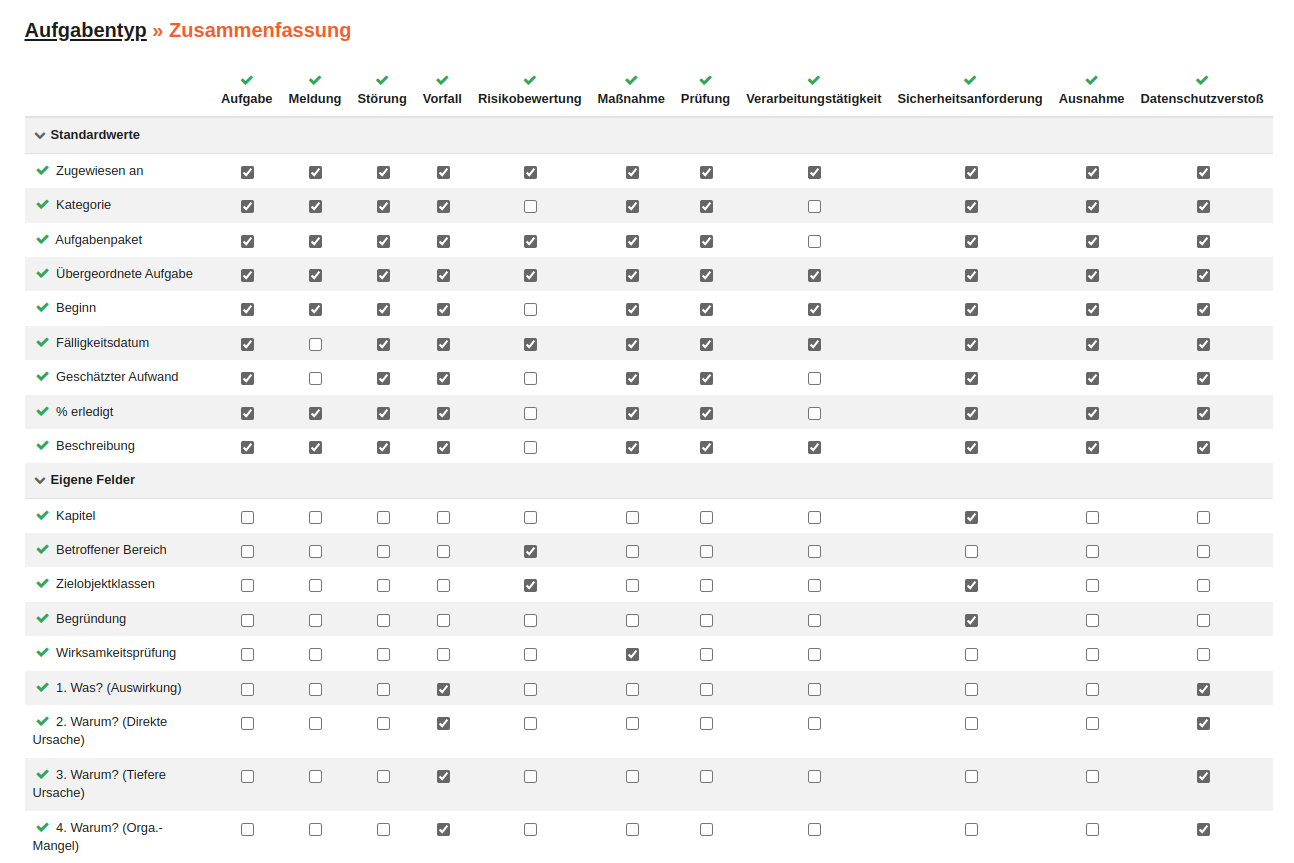 Aufgabentyp » Zusammenfassung
Aufgabe Meldung Störung Vorfall Risikobewertung Maßnahme Prüfung Verarbeitungstätigkeit Sicherheitsanforderung Ausnahme Datenschutzverstoß
Standardwerte
Zugewiesen an
Kategorie
Aufgabenpaket
Übergeordnete Aufgabe
Beginn
Fälligkeitsdatum
Geschätzter Aufwand
% erledigt
Beschreibung
Eigene Felder
Kapitel
Betroffener Bereich
Zielobjektklassen
Begründung
Wirksamkeitsprüfung
1. Was? (Auswirkung)
2. Warum? (Direkte
Ursache)
3. Warum? (Tiefere
Ursache)
4. Warum? (Orga.-
Mangel)